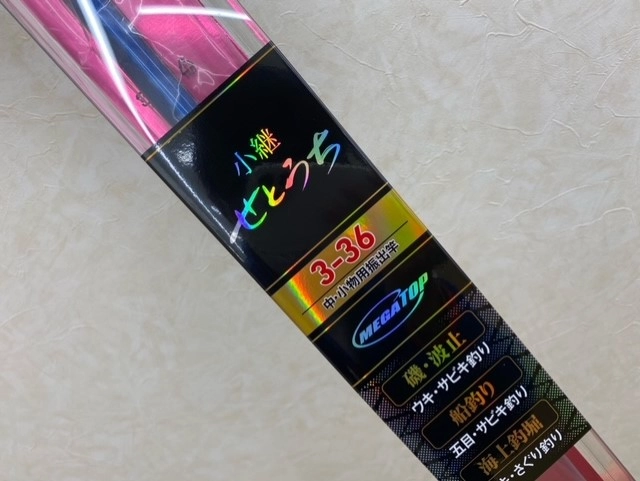 小継
せとうち
3-36
中・小物用振出竿
MEGATOP
磯・波止
ウキ・サビキ釣り
船釣り
五目・サビキ釣り
海上釣堀
キ・さぐり釣り